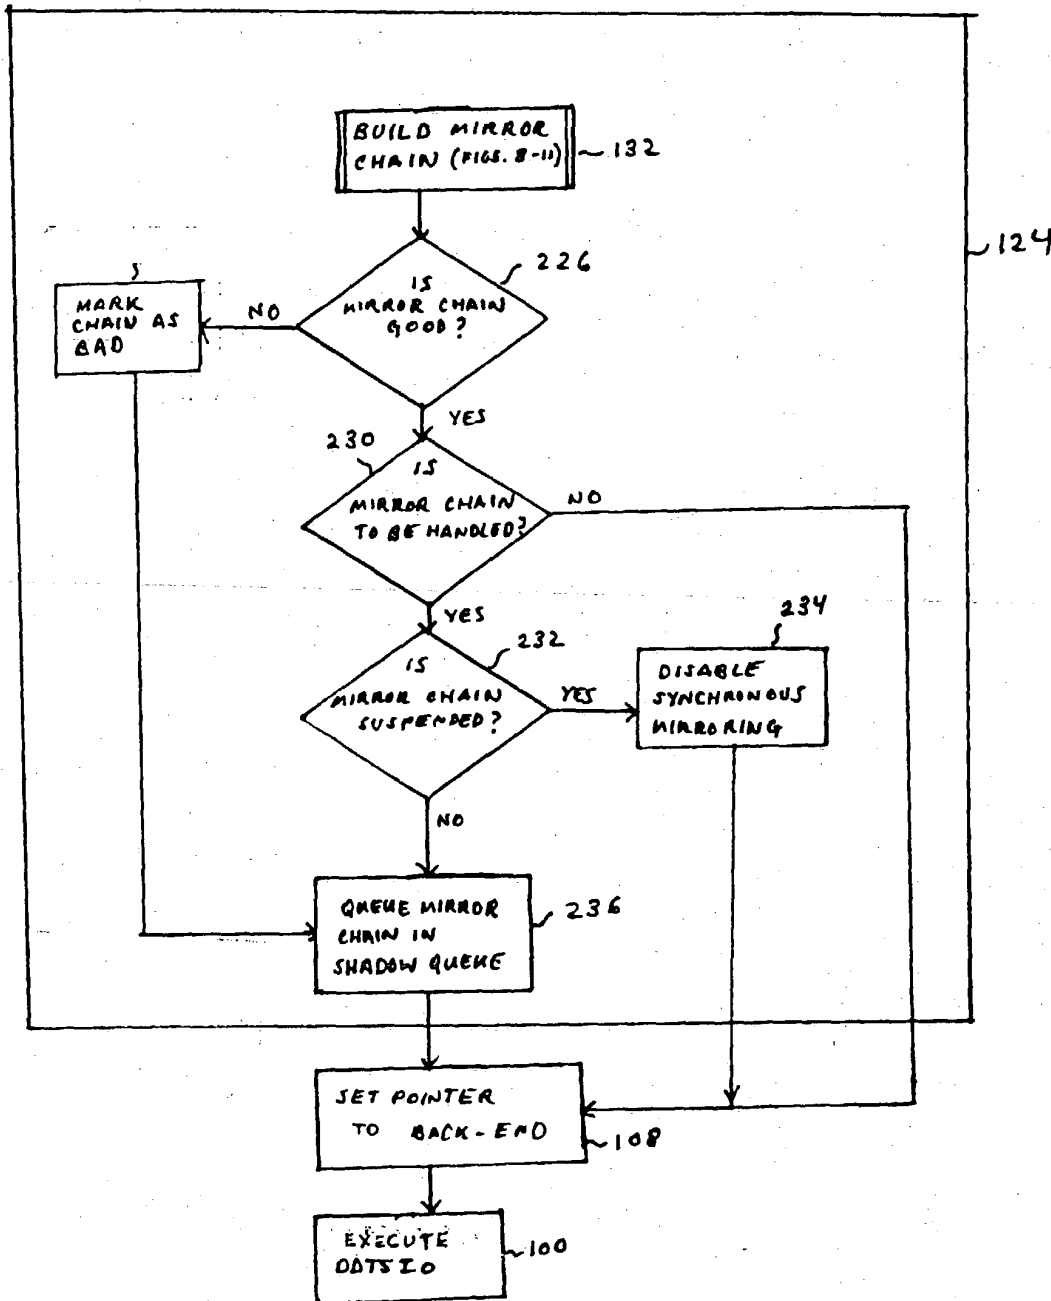 BUILD MIRROR
CHAIN (FIGS. 8-11)
132
124
226
IS
MIRROR CHAIN
GOOD?
NO
MARK
CHAIN AS
BAD
YES
230
IS
MIRROR CHAIN
TO BE HANDLED?
NO
YES
232
IS
MIRROR CHAIN
SUSPENDED?
YES
234
DISABLE
SYNCHRONOUS
MIRRORING
NO
QUEUE MIRROR
CHAIN IN
SHADOW QUEUE
236
SET POINTER
TO BACK-END
108
EXECUTE
100